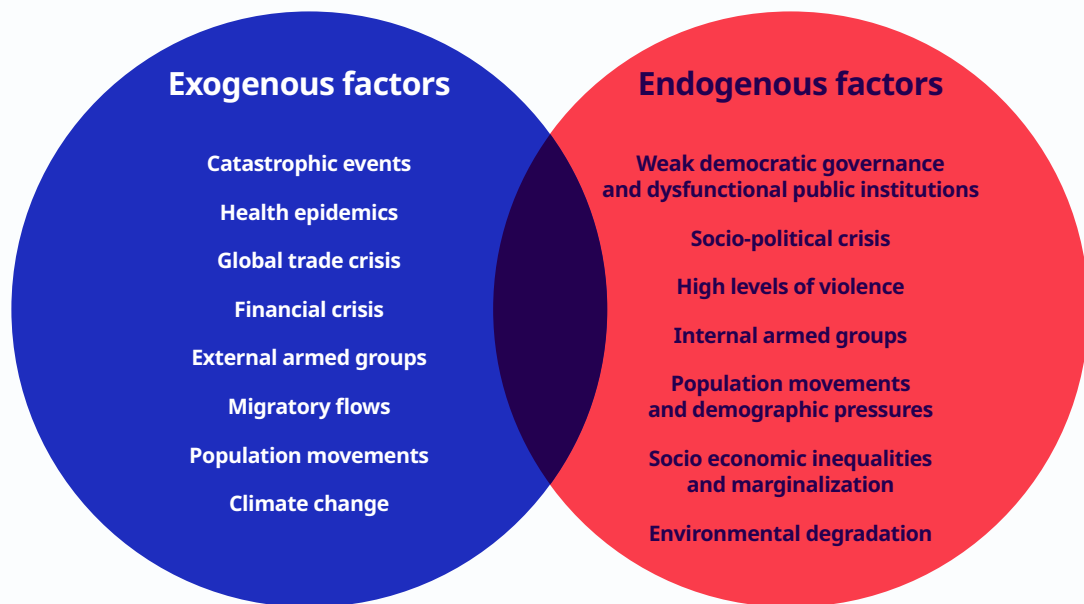 Exogenous factors
Catastrophic events
Health epidemics
Global trade crisis
Financial crisis
External armed groups
Migratory flows
Population movements
Climate change
Endogenous factors
Weak democratic governance
and dysfunctional public institutions
Socio-political crisis
High levels of violence
Internal armed groups
Population movements
and demographic pressures
Socio economic inequalities
and marginalization
Environmental degradation